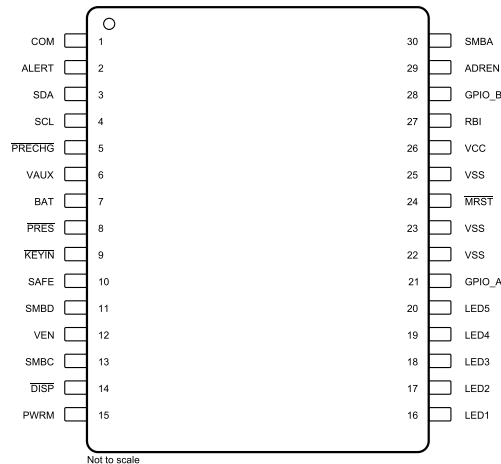 COM 1 30 SMBA
ALERT 2 29 ADREN
SDA 3 28 GPIO_B
SCL 4 27 RBI
PRECHG 5 26 VCC
VAUX 6 25 VSS
BAT 7 24 MRST
PRES 8 23 VSS
KEYIN 9 22 VSS
SAFE 10 21 GPIO_A
SMBD 11 20 LED5
VEN 12 19 LED4
SMBC 13 18 LED3
DISP 14 17 LED2
PWRM 15 16 LED1
Not to scale